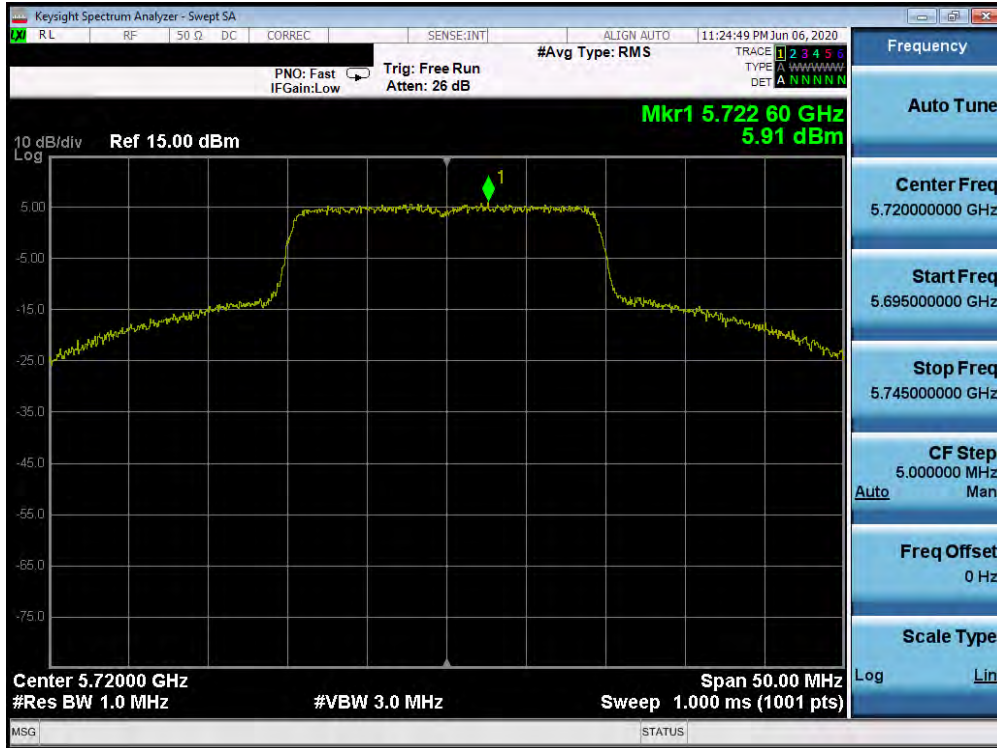 Keysight Spectrum Analyzer - Swept SA
LXI RL RF 50 Ω DC CORREC SENSE:INT ALIGN AUTO 11:24:49 PM Jun 06, 2020
Frequency
#Avg Type: RMS TRACE 1 2 3 4 5 6
PNO: Fast Trig: Free Run TYPE A WWWWW
IFGain:Low Atten: 26 dB DET A N N N N N
Auto Tune
Mkr1 5.722 60 GHz
5.91 dBm
10 dB/div Ref 15.00 dBm
Log
1
5.00
-5.00
-15.0
-25.0
-35.0
-45.0
-55.0
-65.0
-75.0
Center Freq
5.720000000 GHz
Start Freq
5.695000000 GHz
Stop Freq
5.745000000 GHz
CF Step
5.000000 MHz
Auto Man
Freq Offset
0 Hz
Scale Type
Log Lin
Center 5.72000 GHz Span 50.00 MHz
#Res BW 1.0 MHz #VBW 3.0 MHz Sweep 1.000 ms (1001 pts)
MSG STATUS